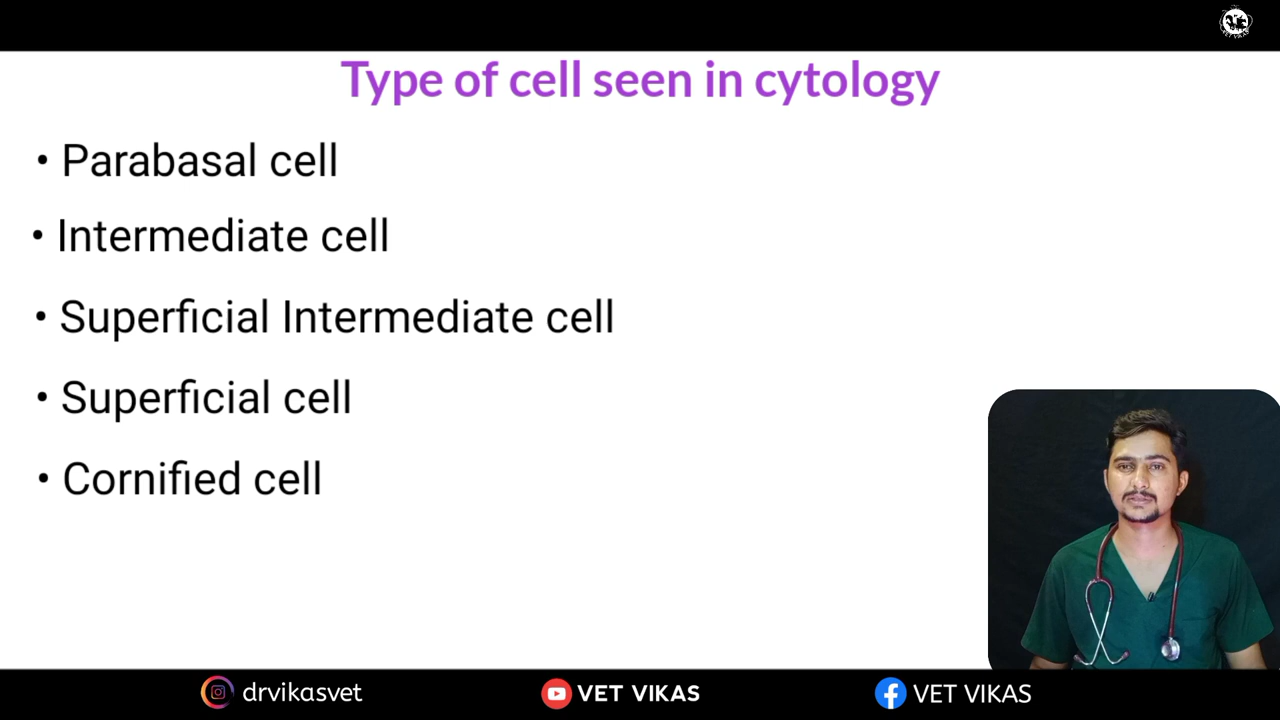 Type of cell seen in cytology
• Parabasal cell
• Intermediate cell
• Superficial Intermediate cell
• Superficial cell
• Cornified cell
drvikasvet
VET VIKAS
VET VIKAS